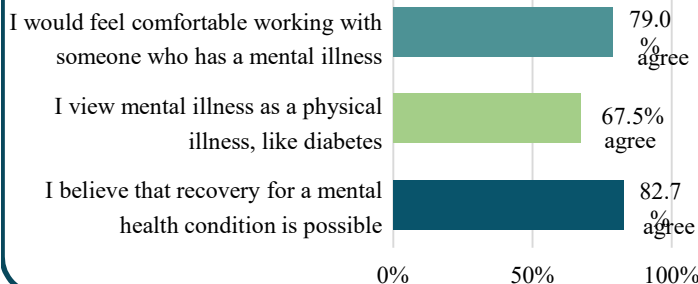 I would feel comfortable working with
someone who has a mental illness
79.0
%
agree
I view mental illness as a physical
illness, like diabetes
67.5%
agree
I believe that recovery for a mental
health condition is possible
82.7
%
agree
0% 50% 100%